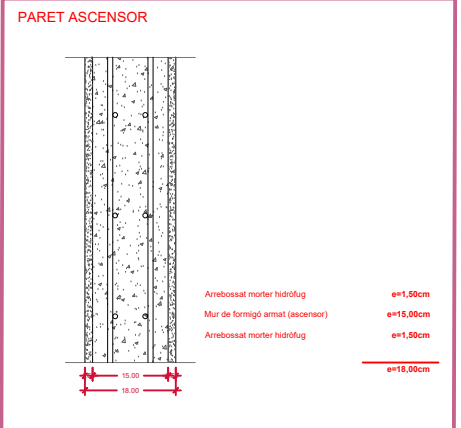 PARET ASCENSOR
Arrebossat morter hidròfug e=1,50cm
Mur de formigó armat (ascensor) e=15,00cm
Arrebossat morter hidròfug e=1,50cm
e=18,00cm
15.00
18.00